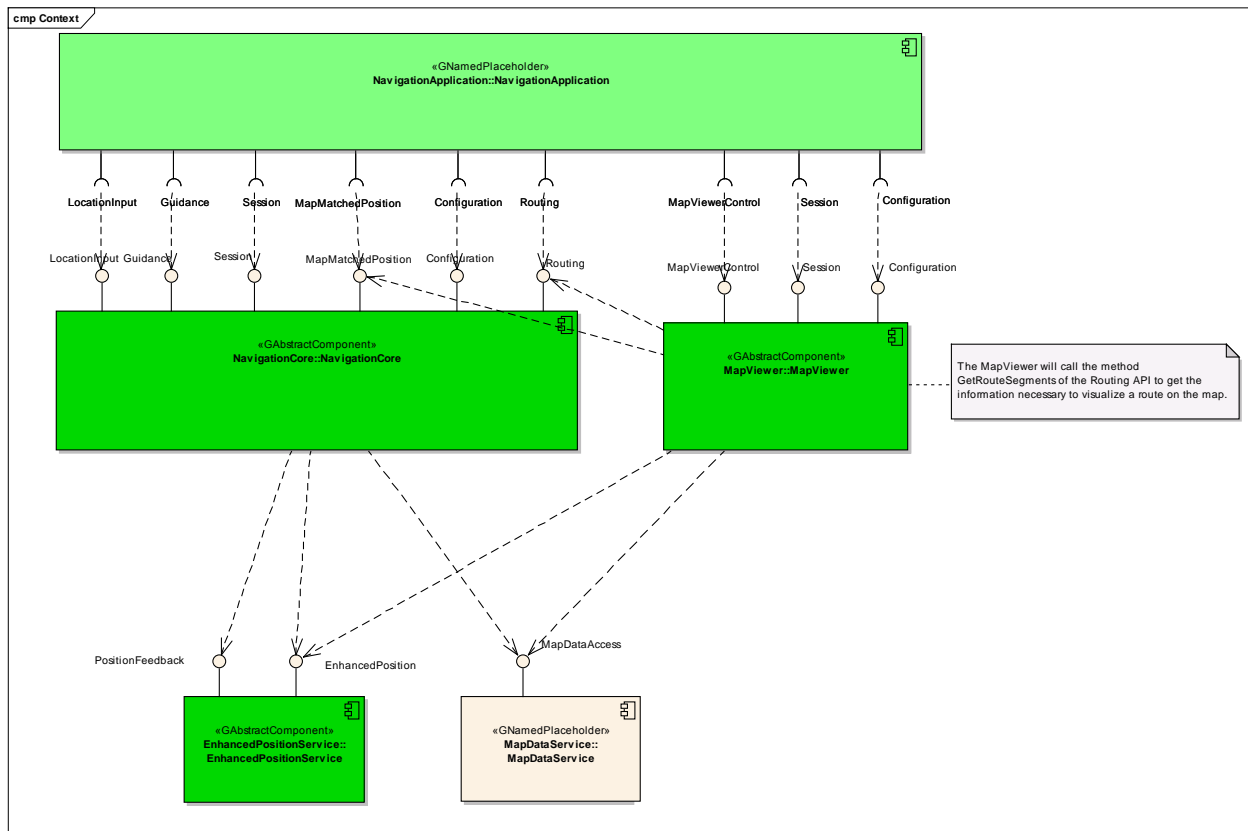 cmp Context
«GNamedPlaceholder»
NavigationApplication::NavigationApplication
LocationInput
Guidance
Session
MapMatchedPosition
Configuration
Routing
MapViewerControl
Session
Configuration
LocationInput
Guidance
Session
MapMatchedPosition
Configuration
Routing
MapViewerControl
Session
Configuration
«GAbstractComponent»
NavigationCore::NavigationCore
«GAbstractComponent»
MapViewer::MapViewer
The MapViewer will call the method
GetRouteSegments of the Routing API to get the
information necessary to visualize a route on the map.
PositionFeedback
EnhancedPosition
MapDataAccess
«GAbstractComponent»
EnhancedPositionService::
EnhancedPositionService
«GNamedPlaceholder»
MapDataService::
MapDataService